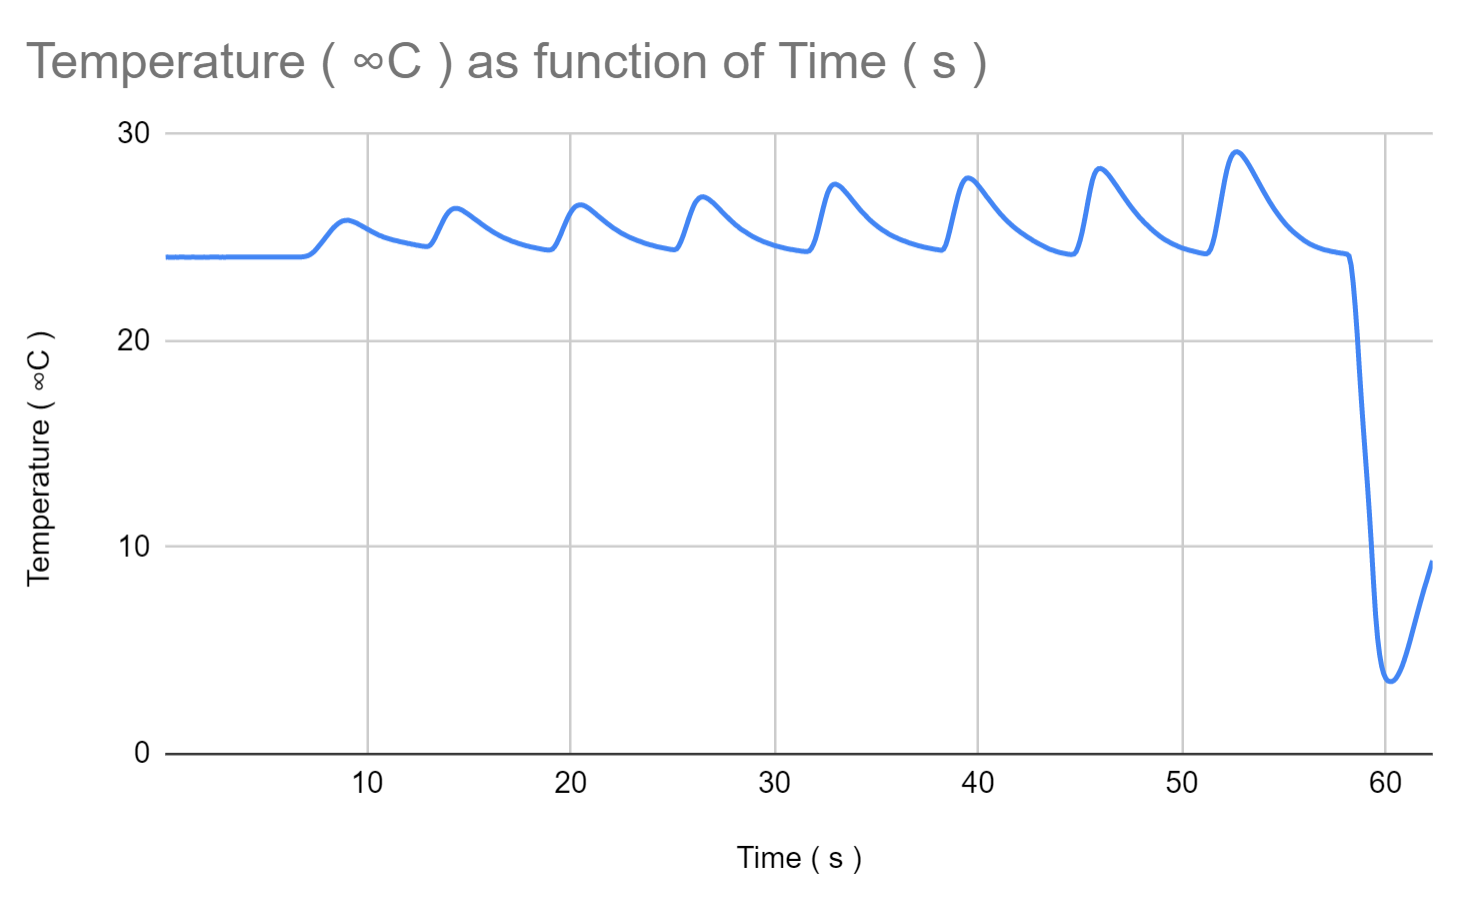 Temperature ( ∞C ) as function of Time ( s )
30
20
10
0
Temperature ( ∞C )
10 20 30 40 50 60
Time ( s )